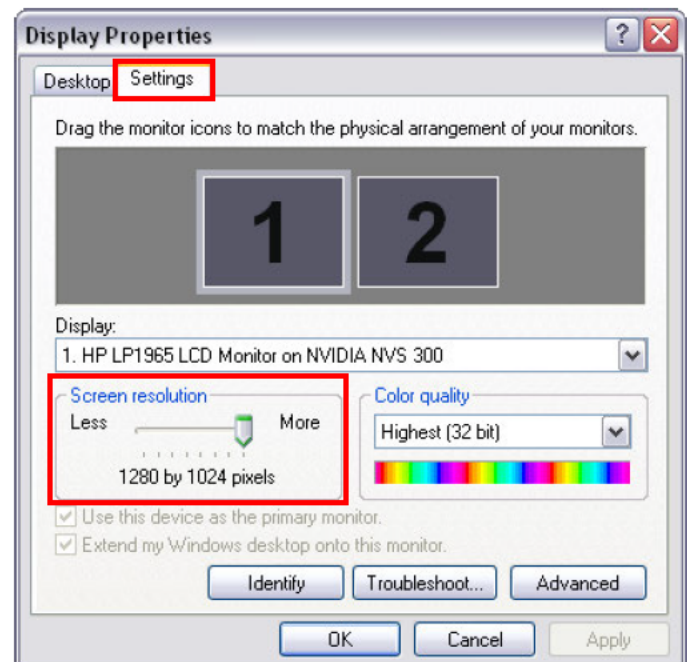 Display Properties
Desktop Settings
Drag the monitor icons to match the physical arrangement of your monitors.
1 2
Display:
1. HP LP1965 LCD Monitor on NVIDIA NVS 300
Screen resolution
Less More
1280 by 1024 pixels
Color quality
Highest (32 bit)
Use this device as the primary monitor.
Extend my Windows desktop onto this monitor.
Identify Troubleshoot... Advanced
OK Cancel Apply